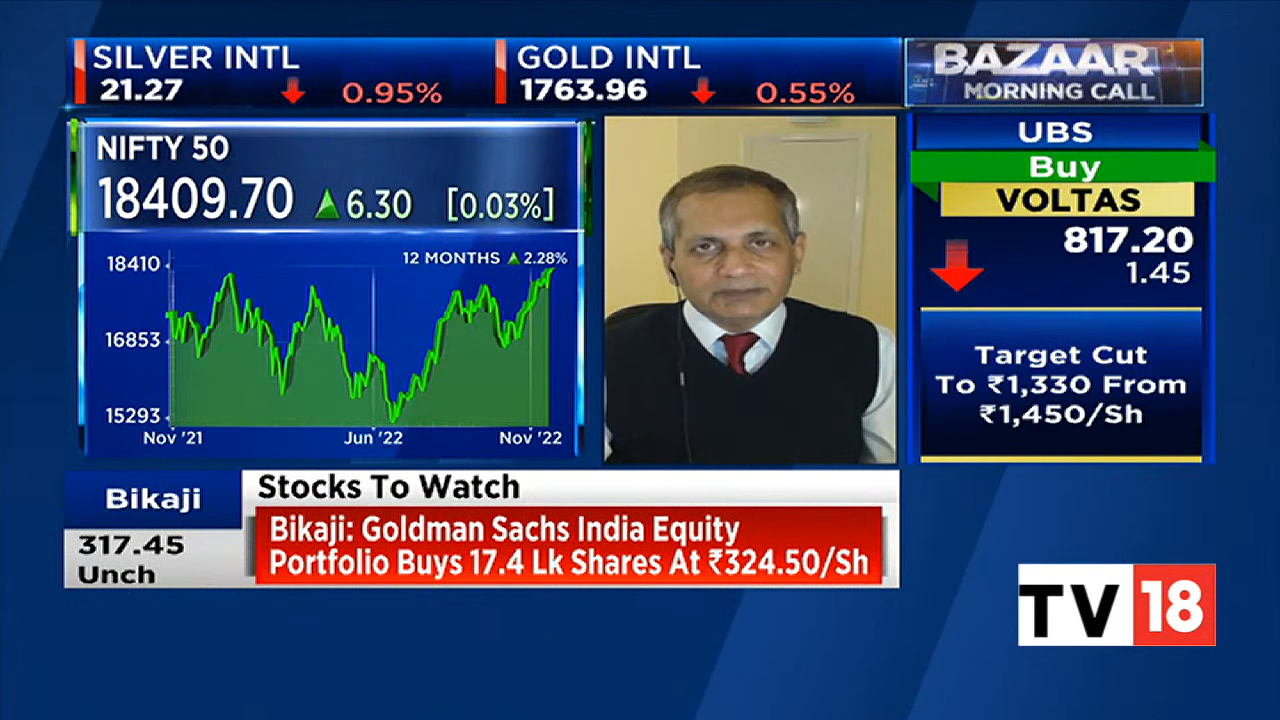 SILVER INTL
21.27 0.95%
GOLD INTL
1763.96 0.55%
BAZAAR
MORNING CALL
NIFTY 50
18409.70 6.30 [0.03%]
12 MONTHS 2.28%
18410
16853
15293
Nov '21 Jun '22 Nov '22
UBS
Buy
VOLTAS
817.20
1.45
Target Cut
To ₹1,330 From
₹1,450/Sh
Bikaji
317.45
Unch
Stocks To Watch
Bikaji: Goldman Sachs India Equity
Portfolio Buys 17.4 Lk Shares At ₹324.50/Sh
TV 18